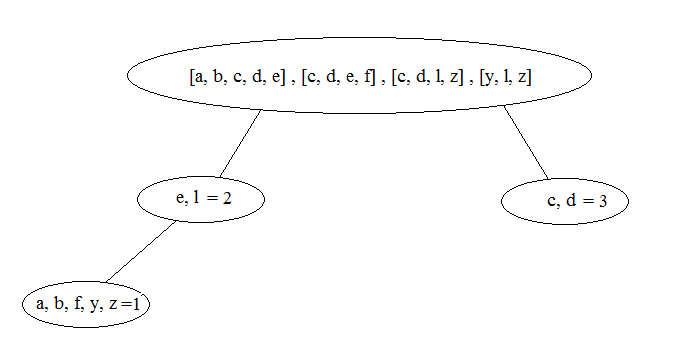 [a, b, c, d, e] , [c, d, e, f] , [c, d, l, z] , [y, l, z]
e, l = 2
c, d = 3
a, b, f, y, z =1